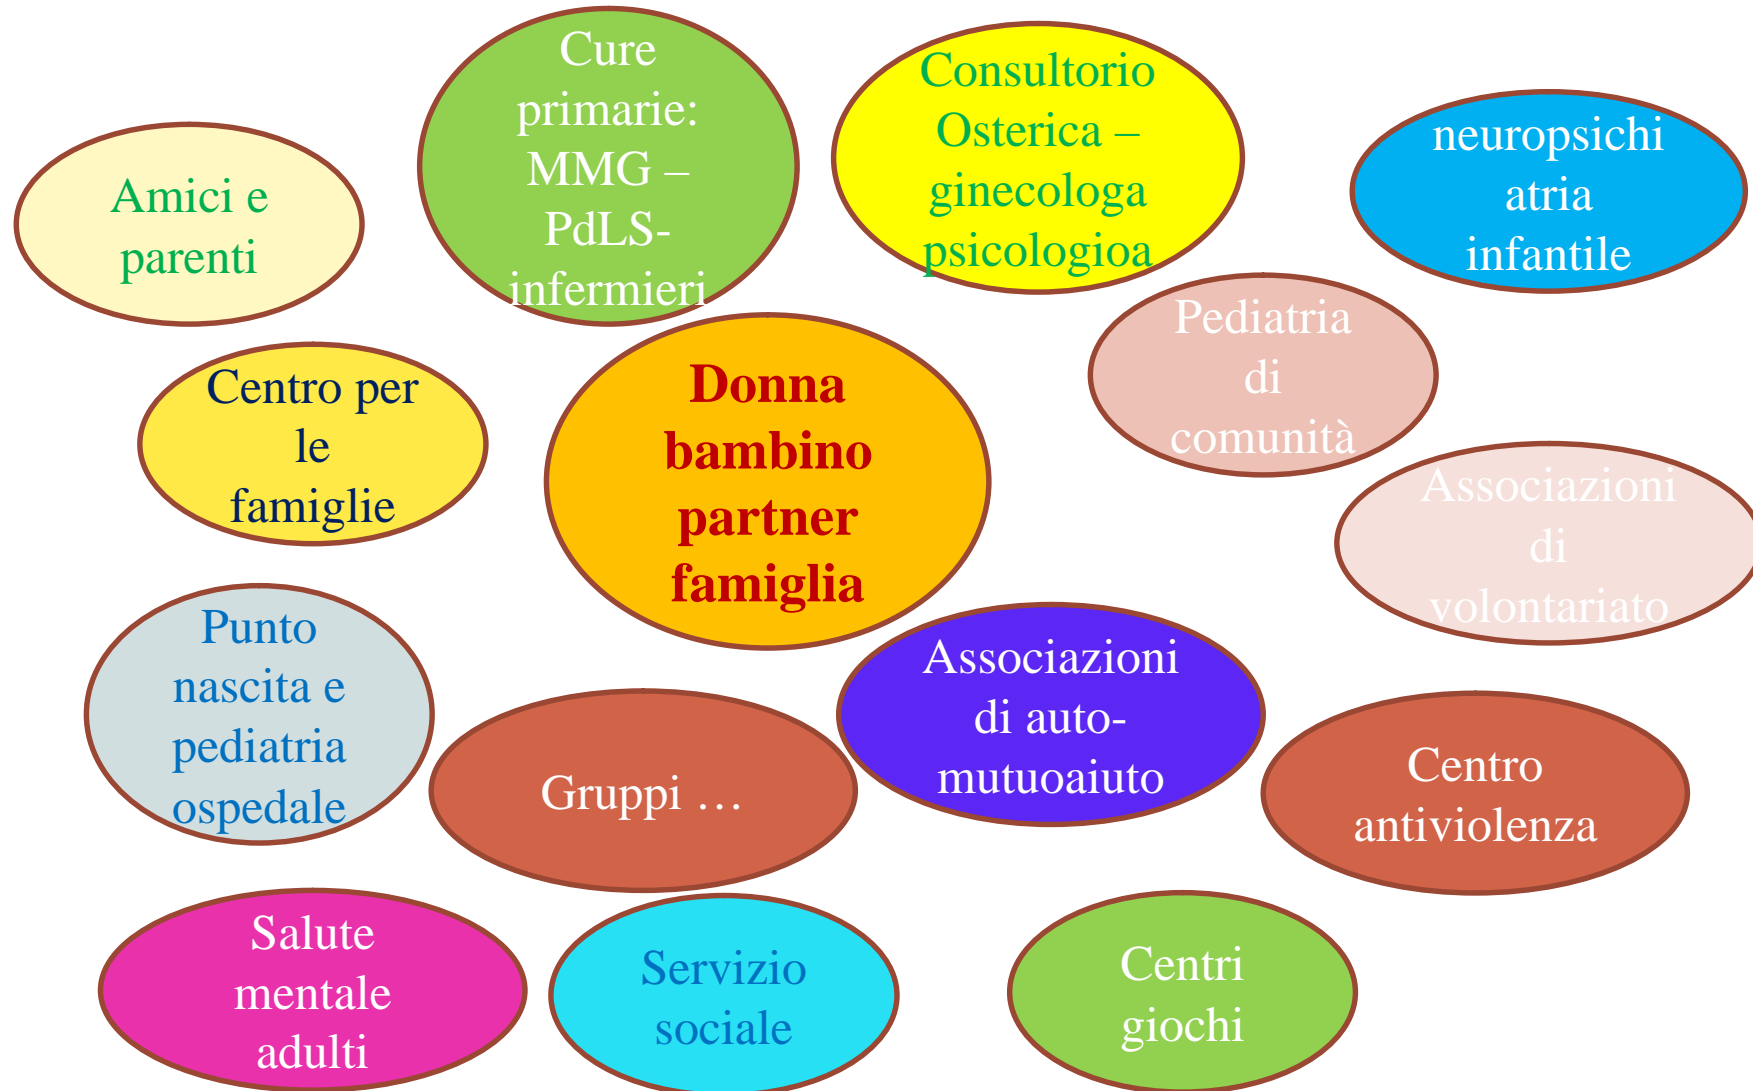 Cure
primarie:
MMG –
PdLS-
infermieri
Consultorio
Osterica –
ginecologa
psicologioa
neuropsichi
atria
infantile
Amici e
parenti
Pediatria
di
comunità
Centro per
le
famiglie
Donna
bambino
partner
famiglia
Associazioni
di
volontariato
Punto
nascita e
pediatria
ospedale
Associazioni
di auto-
mutuoaiuto
Gruppi …
Centro
antiviolenza
Salute
mentale
adulti
Servizio
sociale
Centri
giochi